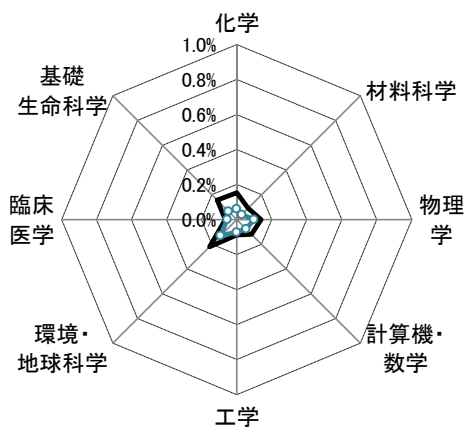 化学
1.0%
0.8%
0.6%
0.4%
0.2%
0.0%
材料科学
物理
学
計算機・
数学
工学
環境・
地球科学
臨床
医学
基礎
生命科学